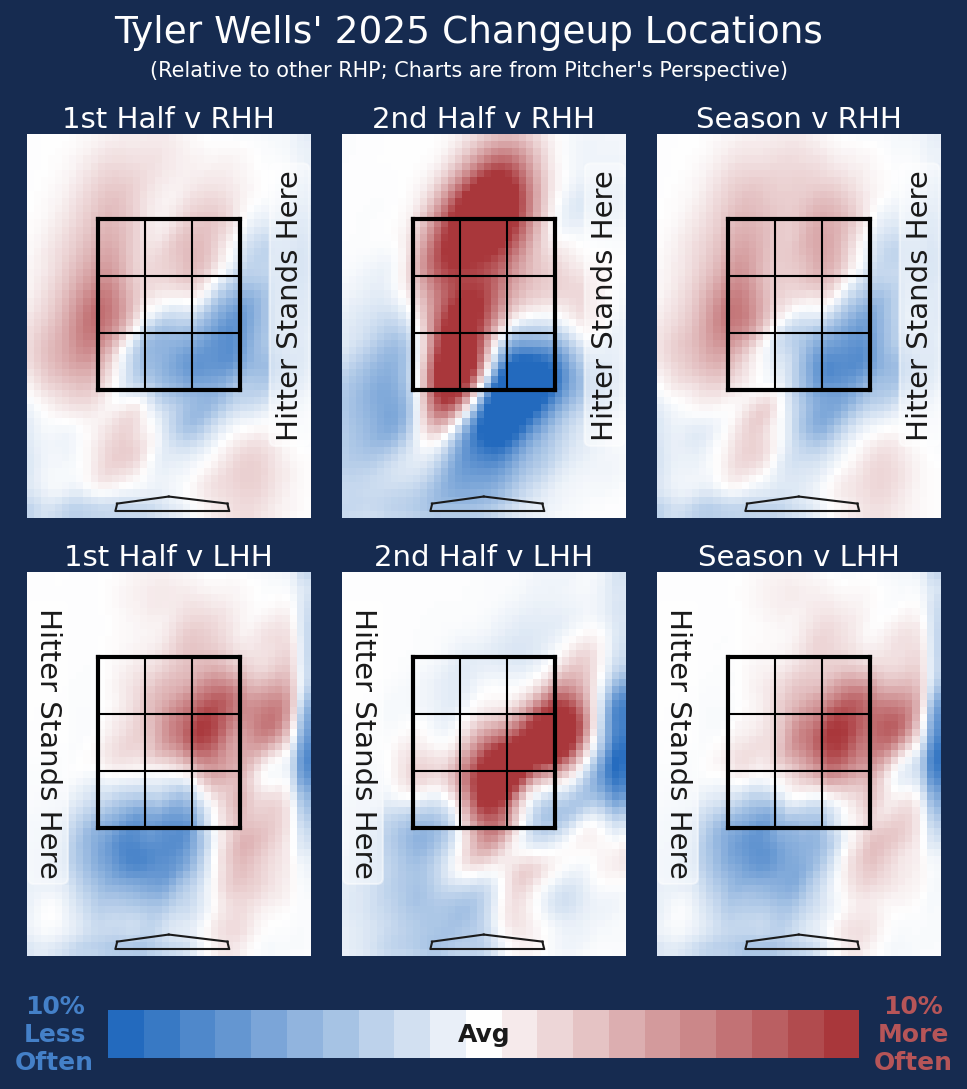 Tyler Wells' 2025 Changeup Locations
(Relative to other RHP; Charts are from Pitcher's Perspective)
1st Half v RHH
2nd Half v RHH
Season v RHH
Hitter Stands Here
Hitter Stands Here
Hitter Stands Here
1st Half v LHH
2nd Half v LHH
Season v LHH
Hitter Stands Here
Hitter Stands Here
Hitter Stands Here
10%
Less
Often
Avg
10%
More
Often